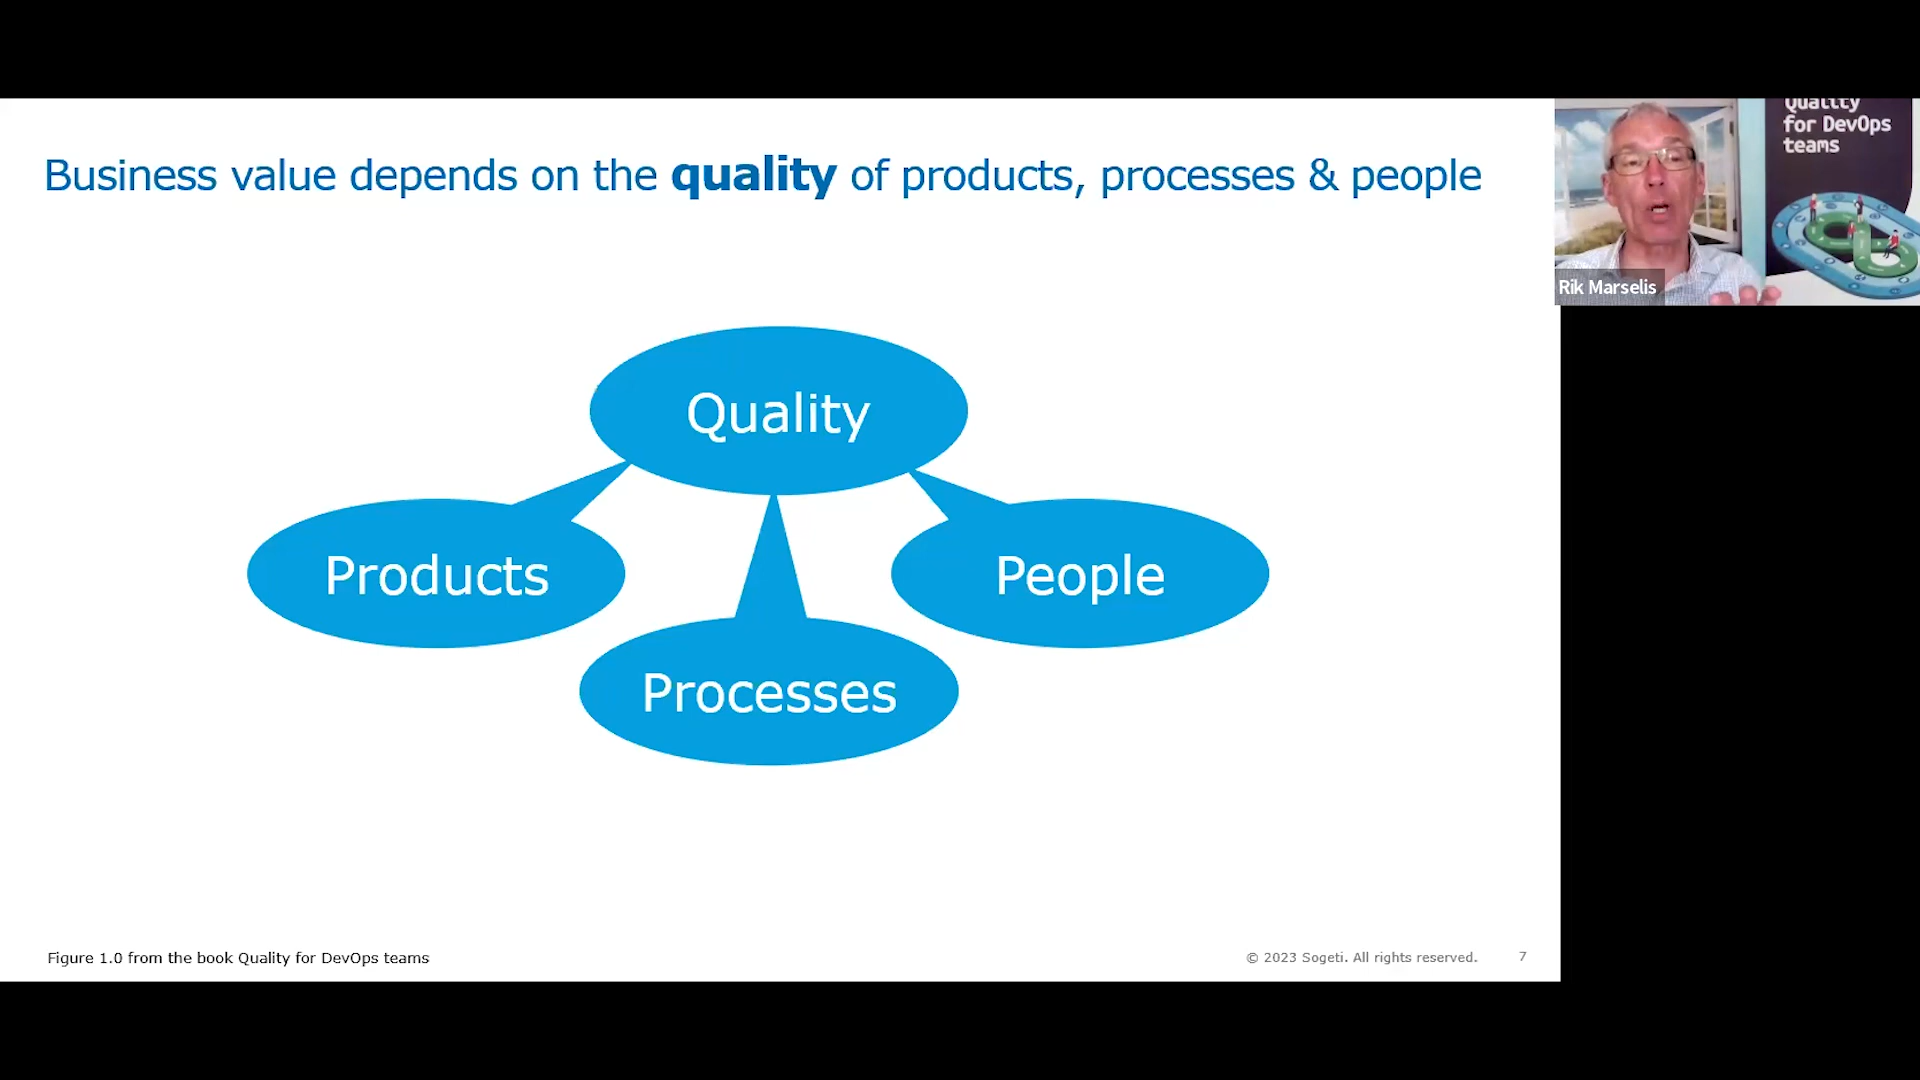 Business value depends on the quality of products, processes & people
Quality
for DevOps
teams
Rik Marselis
Quality
Products
People
Processes
Figure 1.0 from the book Quality for DevOps teams
© 2023 Sogeti. All rights reserved.
7